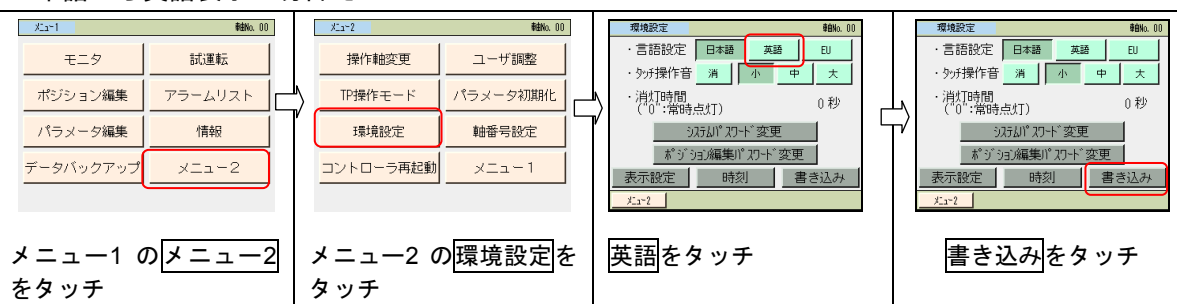 メニュー1 軸No. 00
モニタ 試運転
ポジション編集 アラームリスト
パラメータ編集 情報
データバックアップ メニュー２
メニュー1 のメニュー2
をタッチ
メニュー2 軸No. 00
操作軸変更 ユーザ調整
TP操作モード パラメータ初期化
環境設定 軸番号設定
コントローラ再起動 メニュー１
メニュー2 の環境設定を
タッチ
環境設定 軸No. 00
・言語設定 日本語 英語 EU
・タッチ操作音 消 小 中 大
・消灯時間
("0":常時点灯) 0 秒
システムパスワード変更
ポジション編集パスワード変更
表示設定 時刻 書き込み
メニュー2
英語をタッチ
環境設定 軸No. 00
・言語設定 日本語 英語 EU
・タッチ操作音 消 小 中 大
・消灯時間
("0":常時点灯) 0 秒
システムパスワード変更
ポジション編集パスワード変更
表示設定 時刻 書き込み
メニュー2
書き込みをタッチ